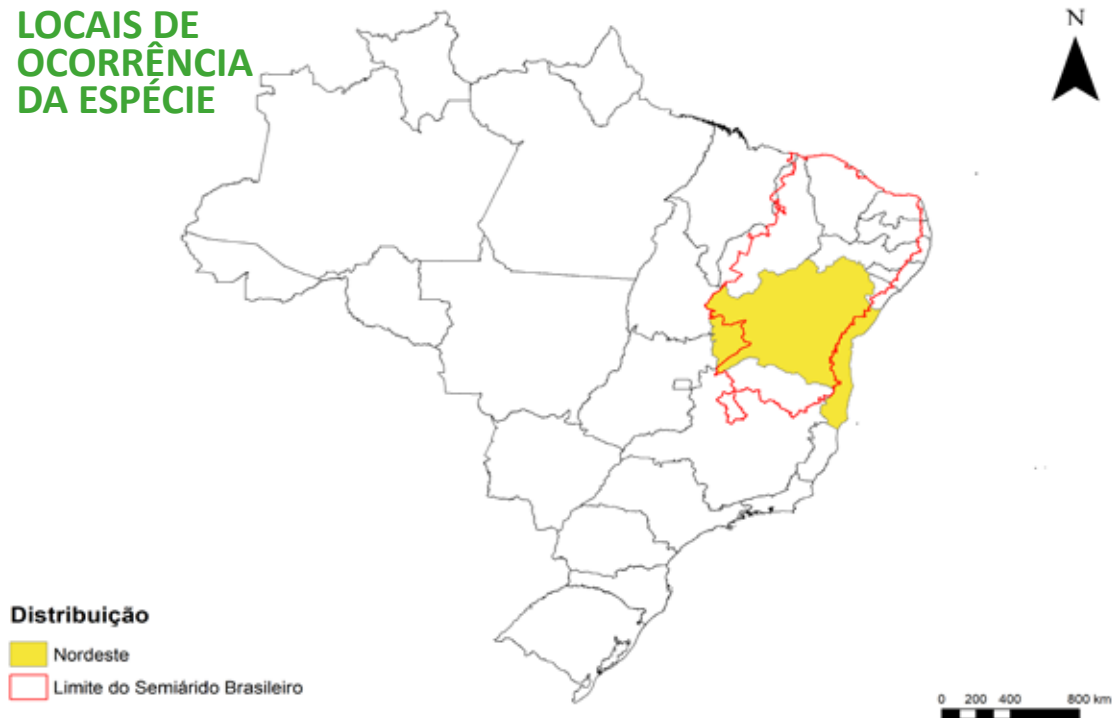 LOCAIS DE
OCORRÊNCIA
DA ESPÉCIE
N
Distribuição
Nordeste
Limite do Semiárido Brasileiro
0 200 400 800 km